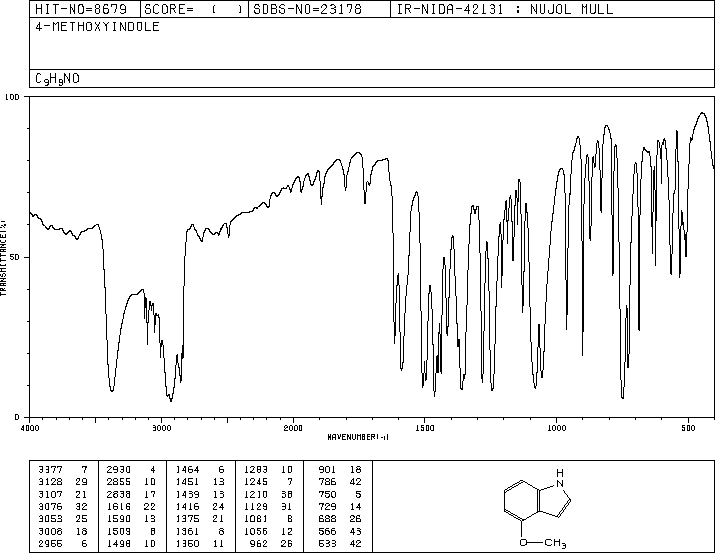 HIT-NO=8679 SCORE= ( ) SDBS-NO=23178 IR-NIDA-42131 : NUJOL MULL
4-METHOXYINDOLE
C9H9NO
100
TRANSMITTANCE(%)
50
0
4000 3000 2000 1500 1000 500
WAVENUMBER(-1)
3377 7 2930 4 1464 6 1283 10 901 18
3128 29 2855 10 1451 13 1245 7 786 42
3107 21 2838 17 1439 13 1210 38 750 5
3076 32 1616 22 1416 24 1129 31 729 14
3053 25 1590 13 1375 21 1081 8 688 26
3008 18 1509 8 1361 8 1056 12 566 43
2956 6 1498 10 1350 11 962 26 533 42
H
N
O—CH3